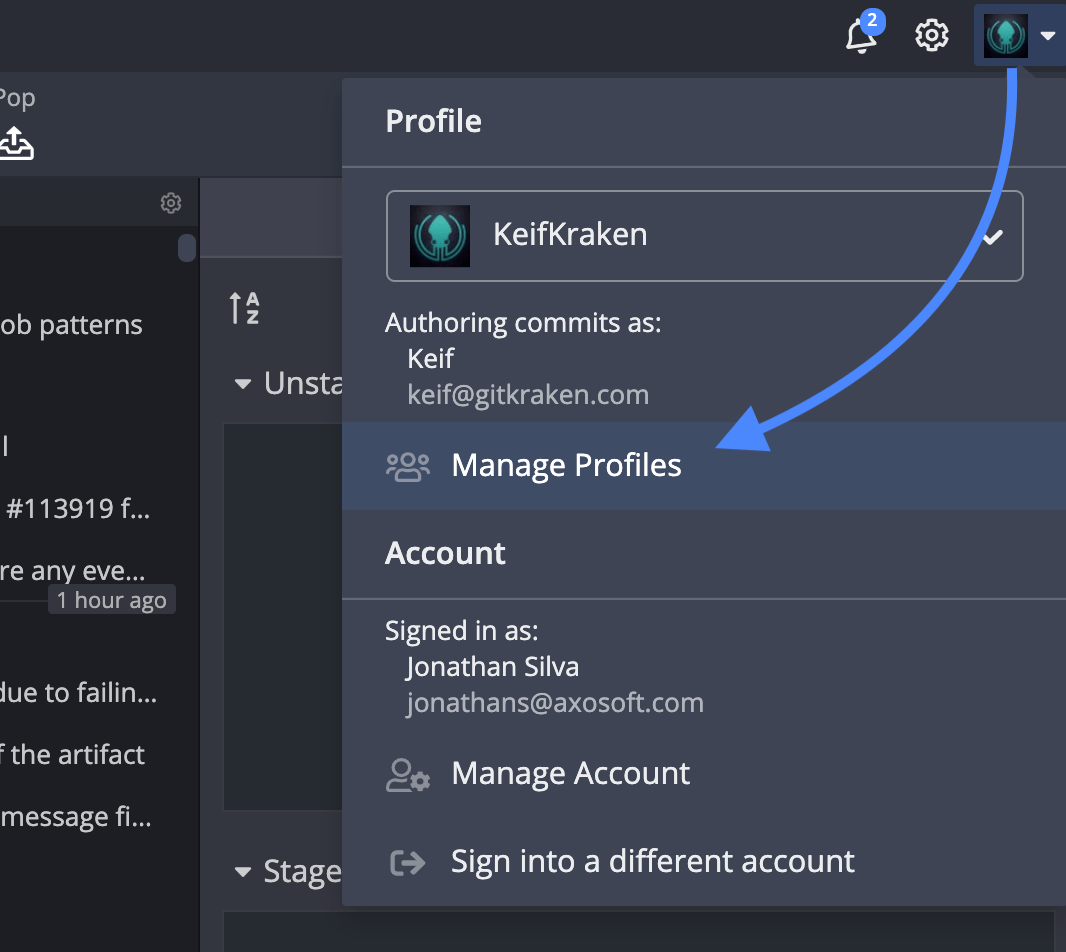 2
Pop
Profile
KeifKraken
Authoring commits as:
Keif
keif@gitkraken.com
Manage Profiles
Account
Signed in as:
Jonathan Silva
jonathans@axosoft.com
Manage Account
Sign into a different account
ob patterns
l
#113919 f...
re any eve...
1 hour ago
due to failin...
f the artifact
message fi...
A
Z
Unsta
Stage